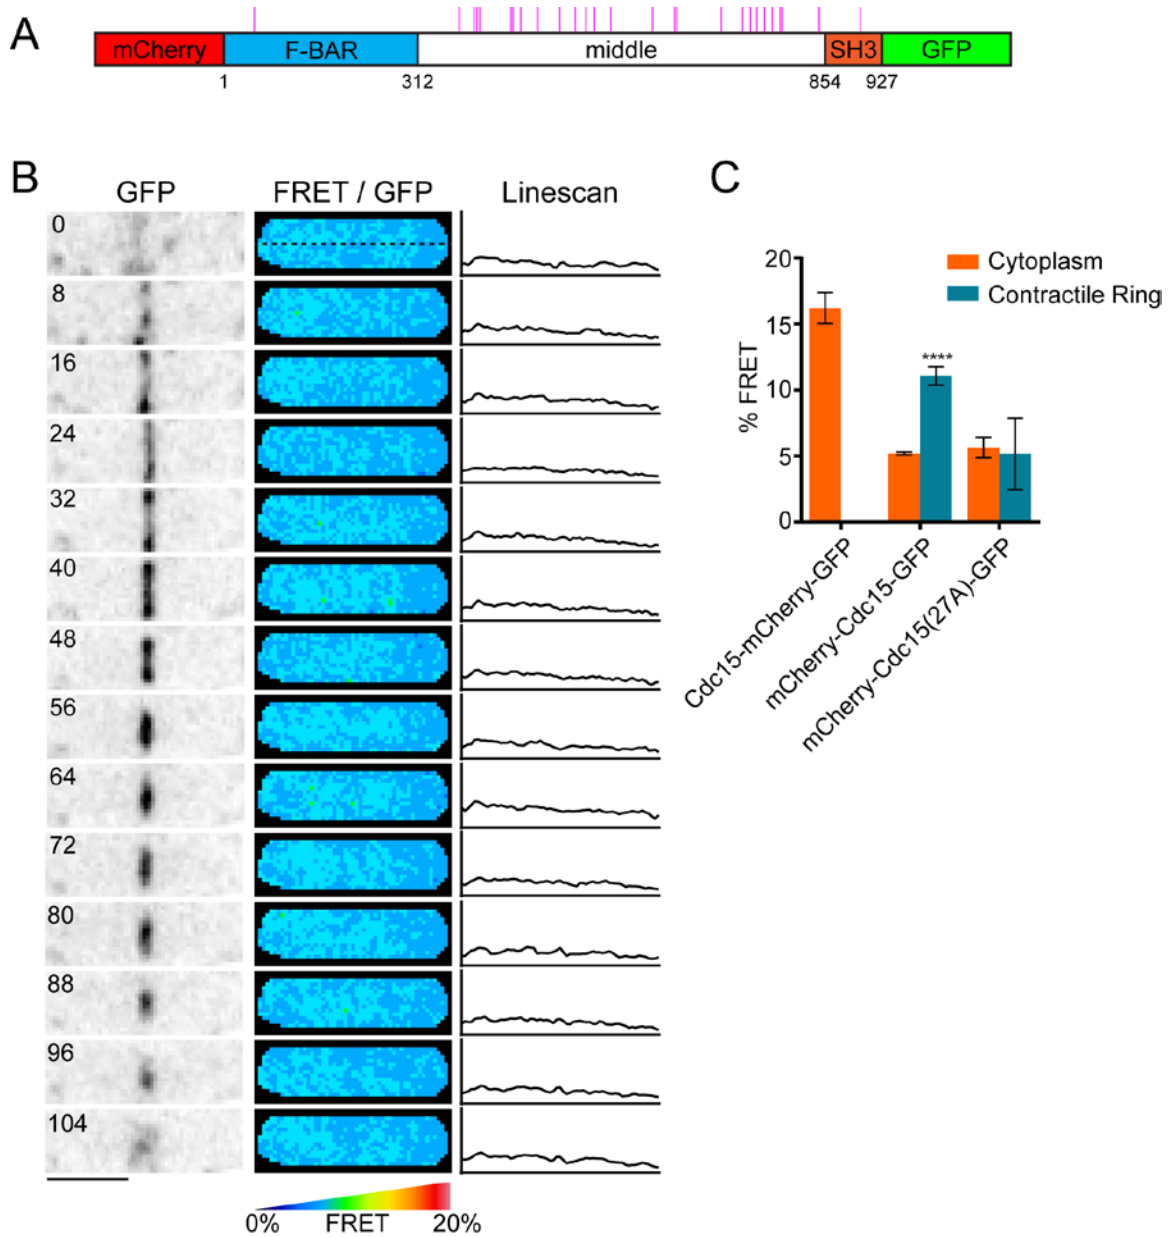 A
mCherry F-BAR middle SH3 GFP
1 312 854 927
B
GFP FRET / GFP Linescan
0
8
16
24
32
40
48
56
64
72
80
88
96
104
0% FRET 20%
C
% FRET
20
15
10
5
0
Cytoplasm
Contractile Ring
****
Cdc15-mCherry-GFP
mCherry-Cdc15-GFP
mCherry-Cdc15(27A)-GFP